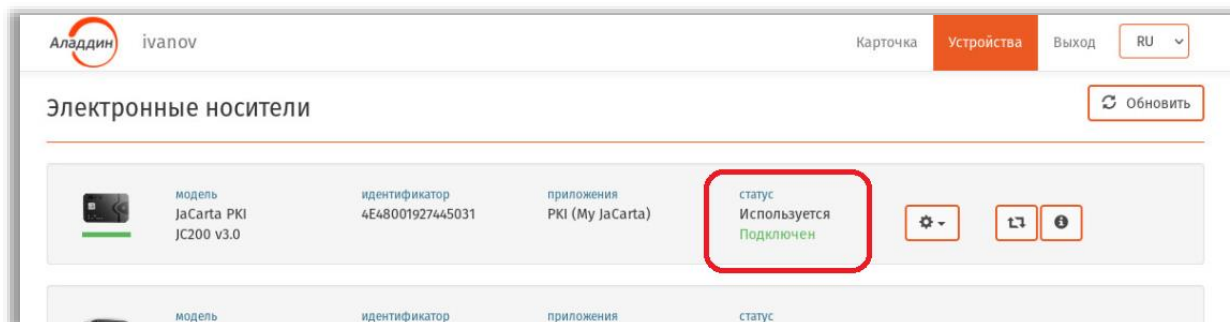 Аладдин ivanov Карточка Устройства Выход RU
Электронные носители Обновить
модель идентификатор приложения статус
JaCarta PKI 4E48001927445031 PKI (My JaCarta) Используется
JC200 v3.0 Подключен
модель идентификатор приложения статус